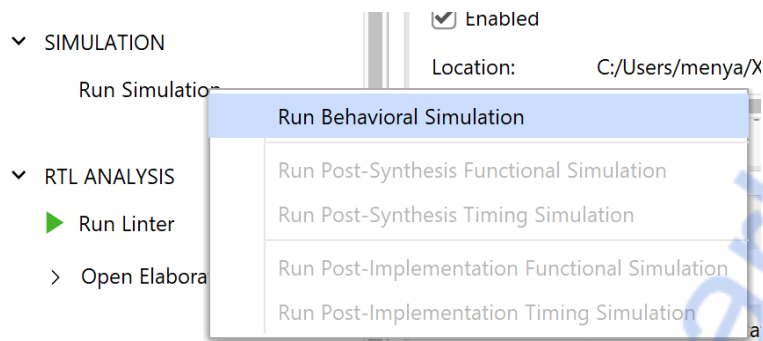 SIMULATION
Run Simulation
RTL ANALYSIS
Run Linter
Open Elabora
Enabled
Location: C:/Users/menya/X
Run Behavioral Simulation
Run Post-Synthesis Functional Simulation
Run Post-Synthesis Timing Simulation
Run Post-Implementation Functional Simulation
Run Post-Implementation Timing Simulation